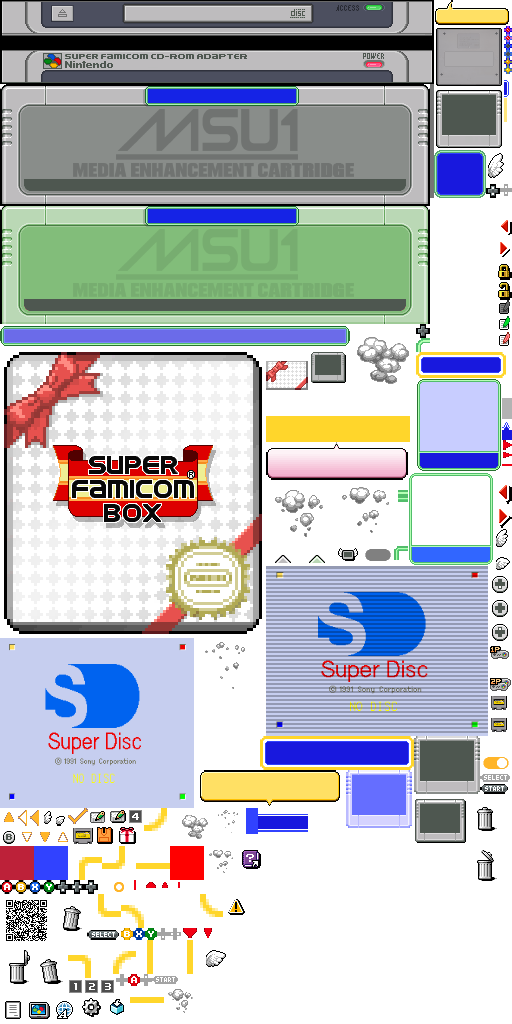 ACCESS
disc
SUPER FAMICOM CD-ROM ADAPTER
Nintendo
POWER
MSU1
MEDIA ENHANCEMENT CARTRIDGE
MSU1
MEDIA ENHANCEMENT CARTRIDGE
SUPER
FAMICOM
BOX
®
S
Super Disc
© 1991 Sony Corporation
NO DISC
1P
2P
S
Super Disc
© 1991 Sony Corporation
NO DISC
SELECT
START
4
B
A B X Y
SELECT B X Y
A START
1 2 3